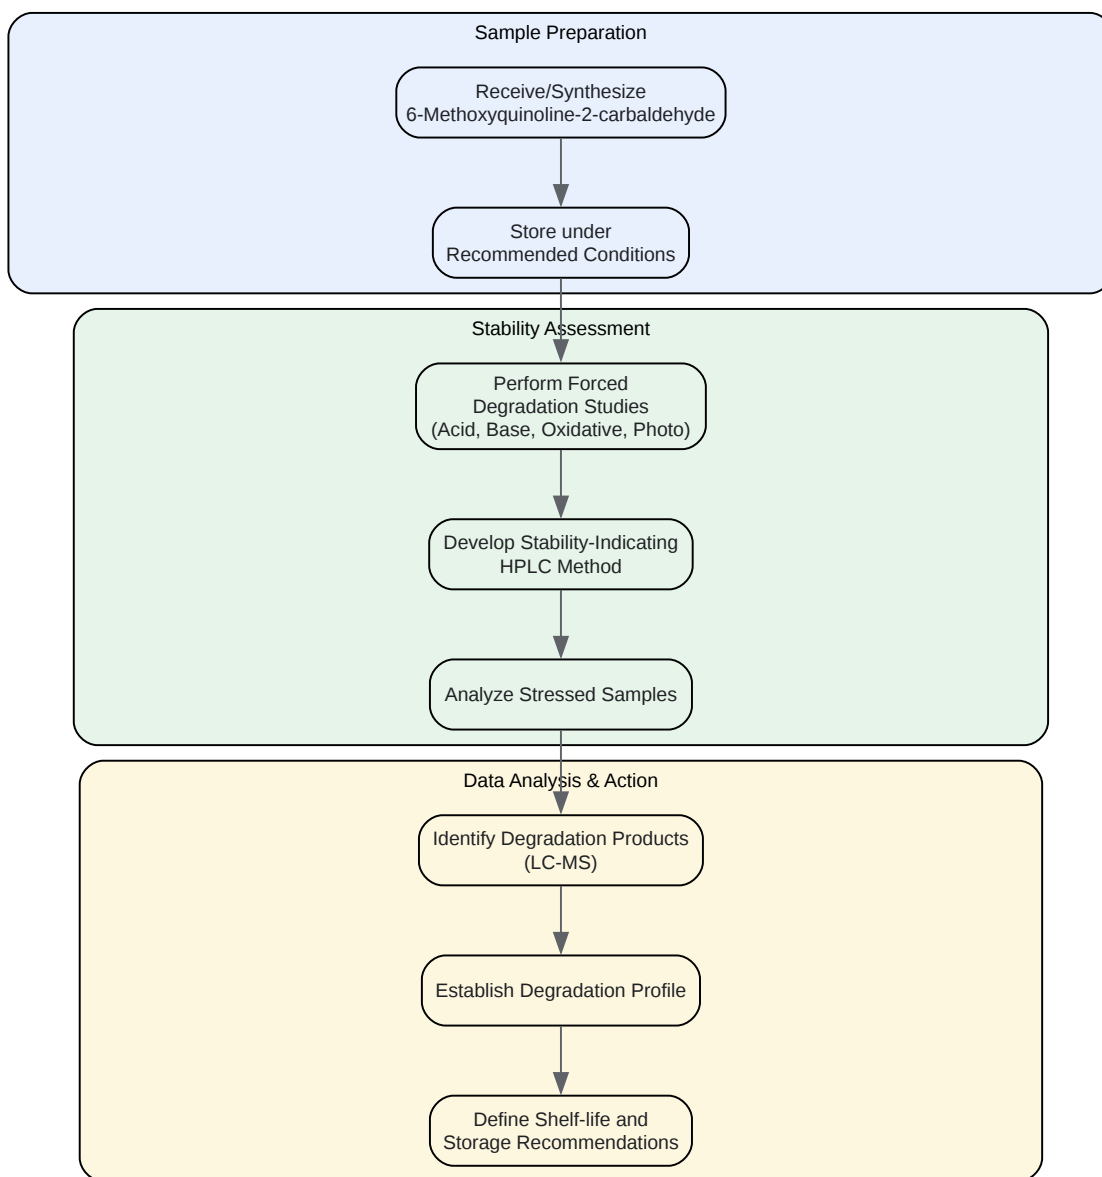 Sample Preparation
Receive/Synthesize
6-Methoxyquinoline-2-carbaldehyde
Store under
Recommended Conditions
Stability Assessment
Perform Forced
Degradation Studies
(Acid, Base, Oxidative, Photo)
Develop Stability-Indicating
HPLC Method
Analyze Stressed Samples
Data Analysis & Action
Identify Degradation Products
(LC-MS)
Establish Degradation Profile
Define Shelf-life and
Storage Recommendations